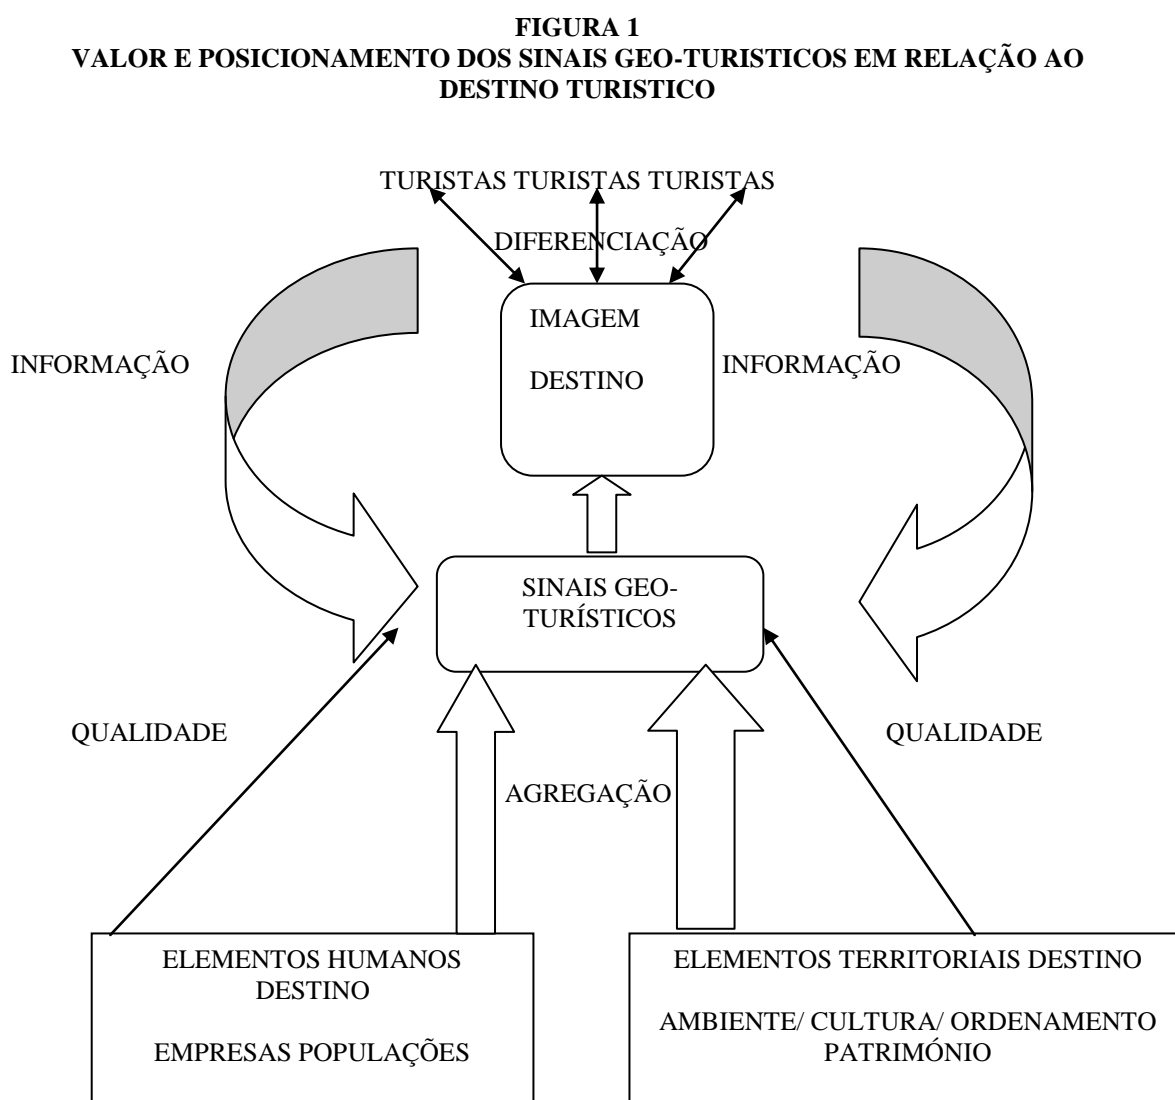 FIGURA 1
VALOR E POSICIONAMENTO DOS SINAIS GEO-TURISTICOS EM RELAÇÃO AO
DESTINO TURISTICO
TURISTAS TURISTAS TURISTAS
DIFERENCIAÇÃO
IMAGEM
DESTINO
INFORMAÇÃO
INFORMAÇÃO
SINAIS GEO-
TURÍSTICOS
QUALIDADE
QUALIDADE
AGREGAÇÃO
ELEMENTOS HUMANOS
DESTINO
EMPRESAS POPULAÇÕES
ELEMENTOS TERRITORIAIS DESTINO
AMBIENTE/ CULTURA/ ORDENAMENTO
PATRIMÓNIO